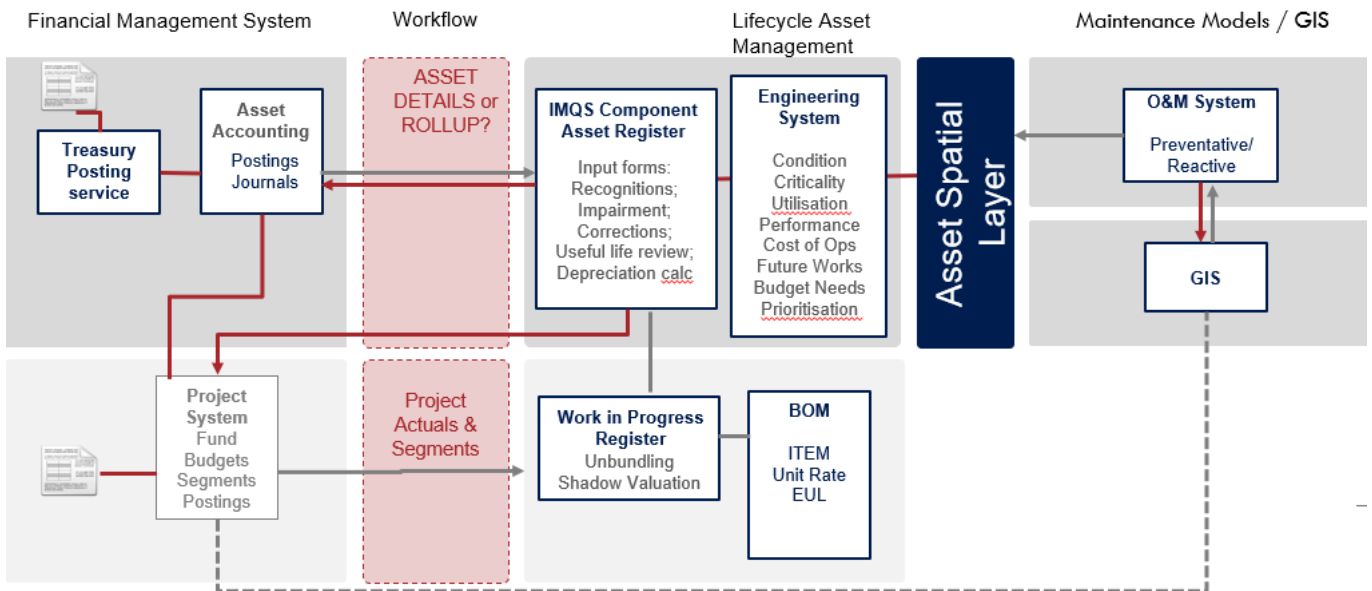 Financial Management System
Workflow
Lifecycle Asset
Management
Maintenance Models / GIS
Treasury
Posting
service
Asset
Accounting
Postings
Journals
ASSET
DETAILS or
ROLLUP?
IMQS Component
Asset Register
Input forms:
Recognitions;
Impairment;
Corrections;
Useful life review;
Depreciation calc
Engineering
System
Condition
Criticality
Utilisation
Performance
Cost of Ops
Future Works
Budget Needs
Prioritisation
Asset Spatial
Layer
O&M System
Preventative/
Reactive
GIS
Project
System
Fund
Budgets
Segments
Postings
Project
Actuals &
Segments
Work in Progress
Register
Unbundling
Shadow Valuation
BOM
ITEM
Unit Rate
EUL